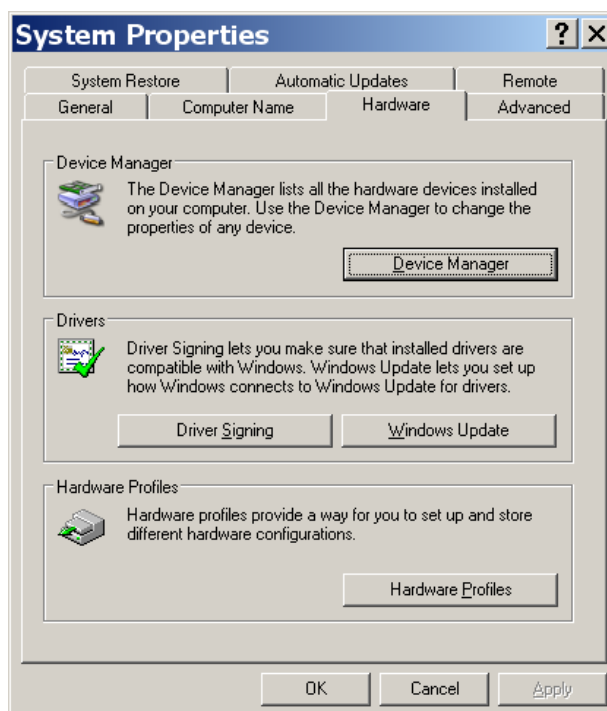 System Properties
System Restore Automatic Updates Remote
General Computer Name Hardware Advanced
Device Manager
The Device Manager lists all the hardware devices installed
on your computer. Use the Device Manager to change the
properties of any device.
Device Manager
Drivers
Driver Signing lets you make sure that installed drivers are
compatible with Windows. Windows Update lets you set up
how Windows connects to Windows Update for drivers.
Driver Signing Windows Update
Hardware Profiles
Hardware profiles provide a way for you to set up and store
different hardware configurations.
Hardware Profiles
OK Cancel Apply